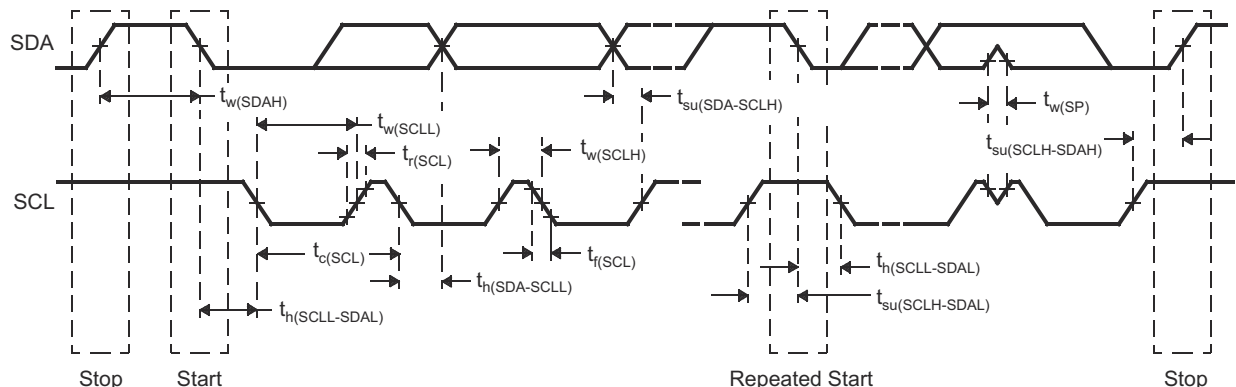 SDA
t_w(SDAH)
t_w(SCLL)
t_r(SCL)
t_w(SCLH)
t_su(SDA-SCLH)
t_w(SP)
t_su(SCLH-SDAH)
SCL
t_c(SCL)
t_h(SCLL-SDAL)
t_h(SDA-SCLL)
t_f(SCL)
t_h(SCLL-SDAL)
t_su(SCLH-SDAL)
Stop
Start
Repeated Start
Stop